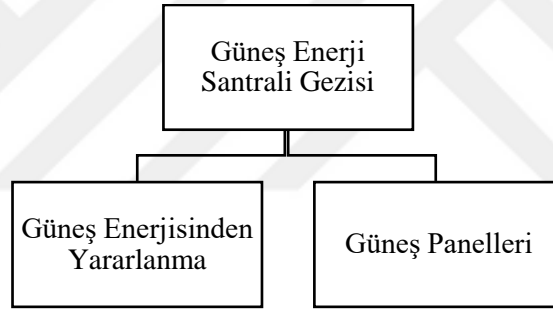 Güneş Enerji
Santrali Gezisi
Güneş Enerjisinden
Yararlanma
Güneş Panelleri